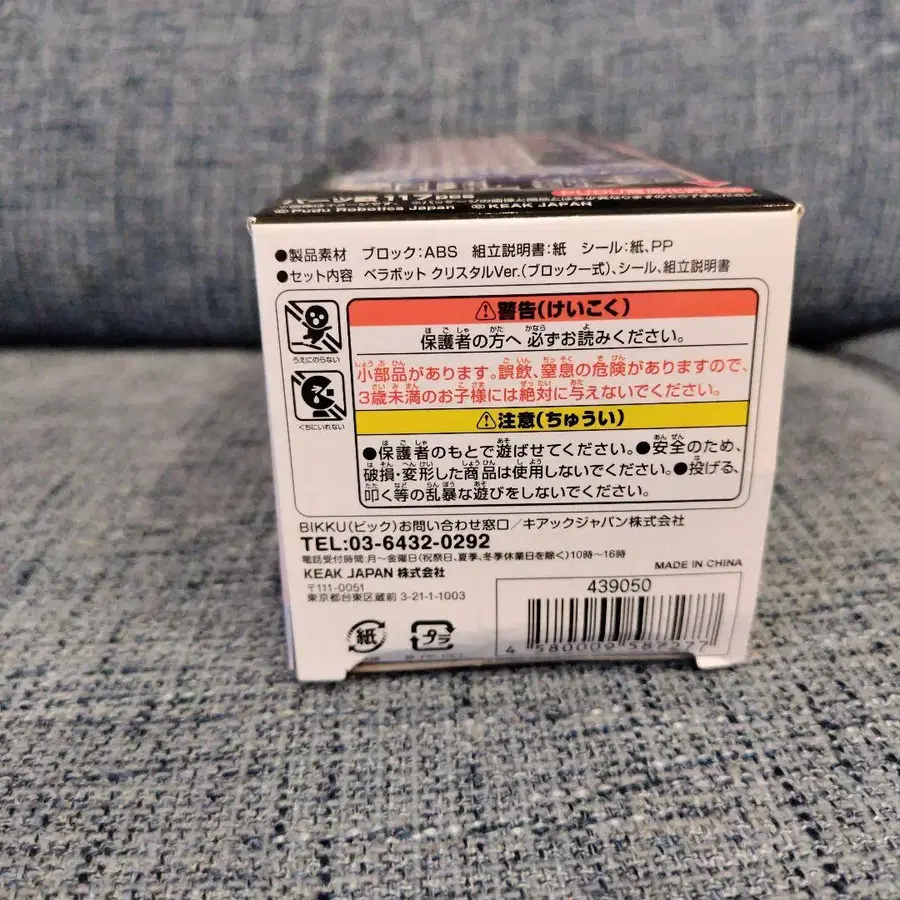 パーツ数 117pcs
© Pudu Robotics Japan © KEAK JAPAN
●製品素材 ブロック:ABS 組立説明書:紙 シール:紙、PP
●セット内容 ベラボット クリスタルVer.(ブロック一式)、シール、組立説明書
うえにのらない
くちにいれない
⚠警告(けいこく)
保護者の方へ 必ずお読みください。
小部品があります。誤飲、窒息の危険がありますので、
3歳未満のお子様には絶対に与えないでください。
⚠注意(ちゅうい)
●保護者のもとで遊ばせてください。●安全のため、
破損・変形した商品は使用しないでください。●投げる、
叩く等の乱暴な遊びをしないでください。
BIKKU(ビック)お問い合わせ窓口/キアックジャパン株式会社
TEL:03-6432-0292
電話受付時間:月~金曜日(祝祭日、夏季、冬季休業日を除く)10時~16時
KEAK JAPAN 株式会社
〒111-0051
東京都台東区蔵前 3-21-1-1003
MADE IN CHINA
439050
4 580009 582577
紙
プラ